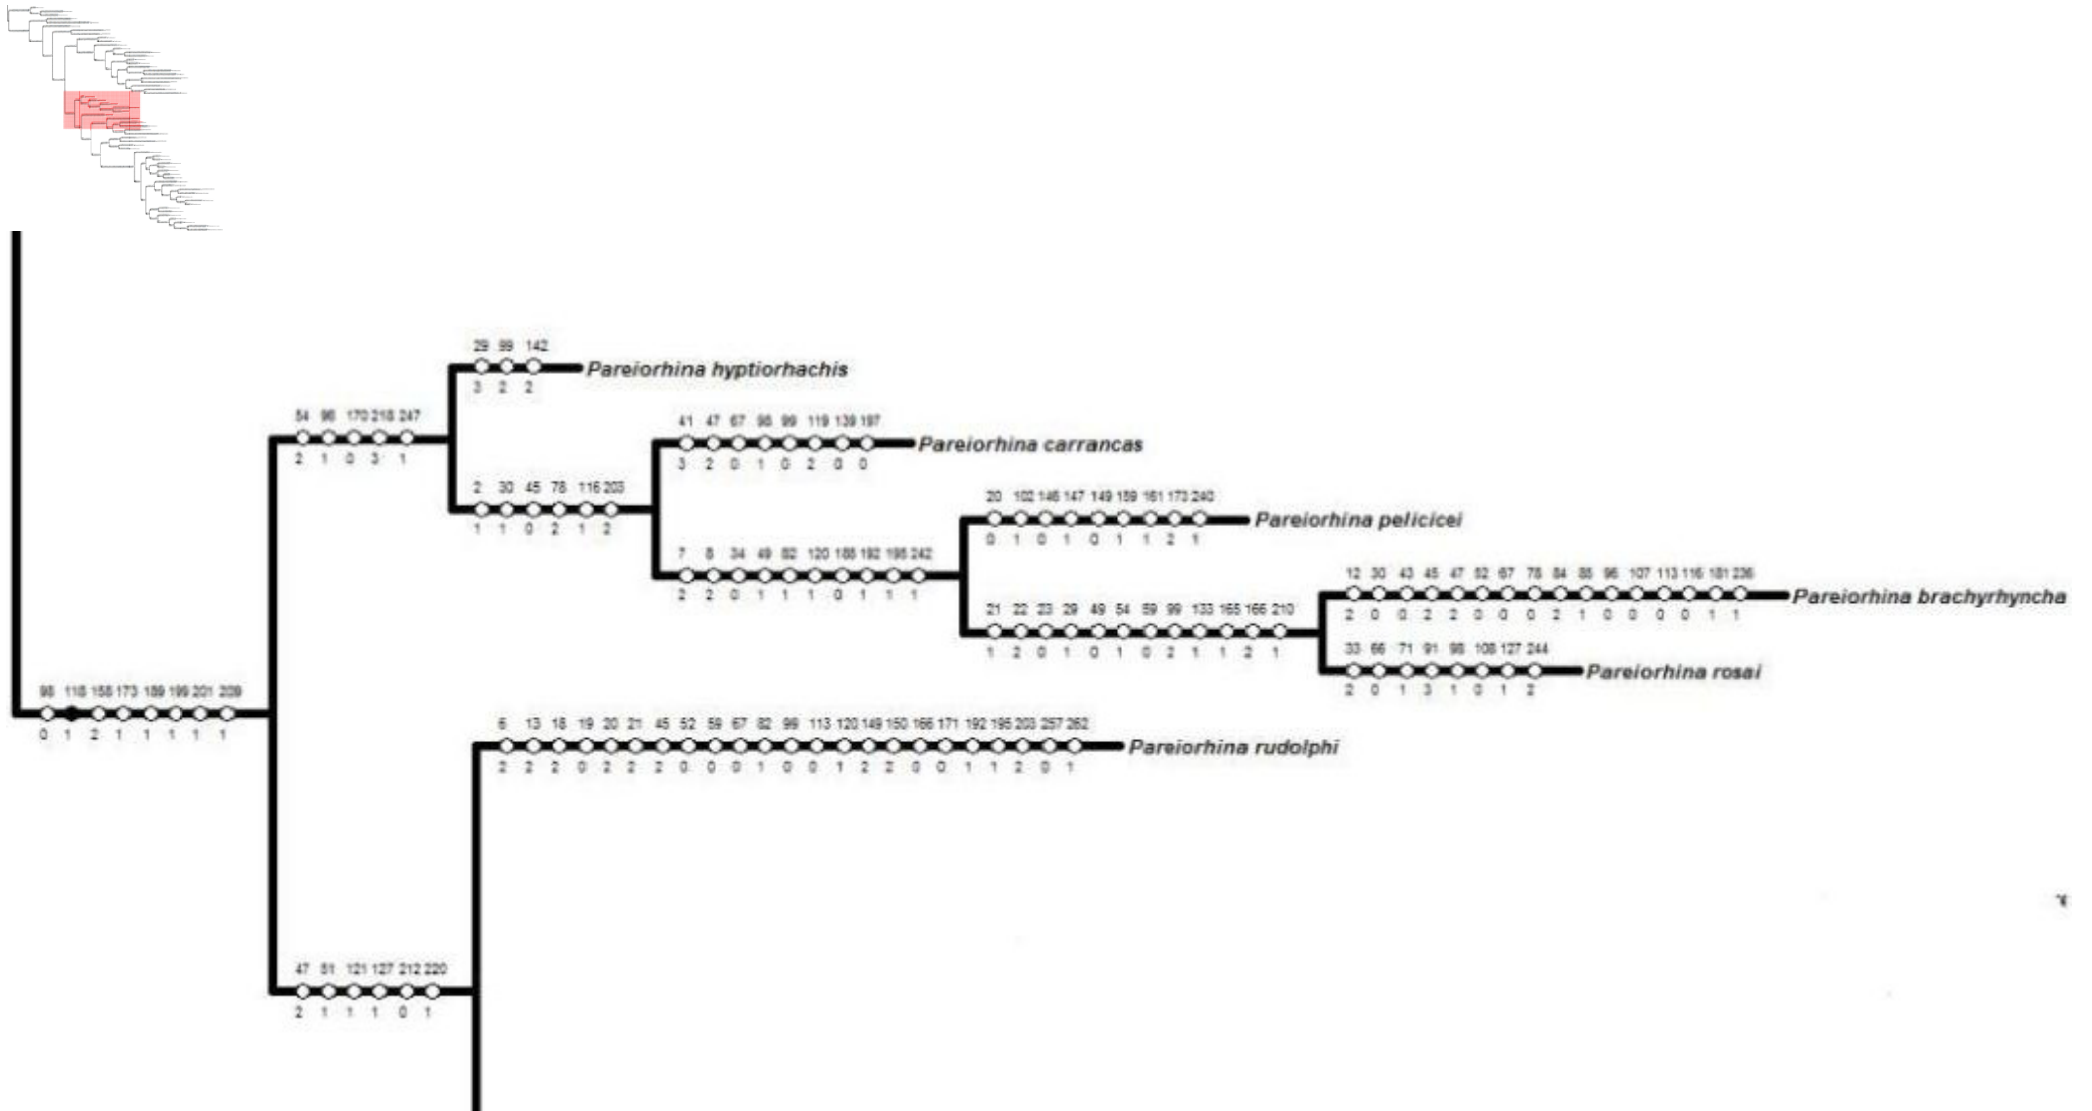 29 99 142
Pareiorhina hyptiorhachis
3 2 2
54 96 170 218 247
2 1 0 3 1
41 47 67 98 99 119 139 197
Pareiorhina carrancas
3 2 0 1 0 2 0 0
2 30 45 78 116 203
1 1 0 2 1 2
20 102 146 147 149 159 161 173 240
Pareiorhina pelicicei
0 1 0 1 0 1 1 2 1
7 8 34 49 82 120 188 192 195 242
2 2 0 1 1 1 0 1 1 1
12 30 43 45 47 52 67 78 84 85 96 107 113 116 181 236
Pareiorhina brachyrhyncha
2 0 0 2 2 0 0 0 2 1 0 0 0 0 1 1
21 22 23 29 49 54 59 99 133 165 166 210
1 2 0 1 0 1 0 2 1 1 2 1
33 66 71 91 98 108 127 244
Pareiorhina rosai
2 0 1 3 1 0 1 2
98 118 158 173 189 199 201 209
0 1 2 1 1 1 1 1
6 13 18 19 20 21 45 52 59 67 82 99 113 120 149 150 166 171 192 195 203 257 262
Pareiorhina rudolphi
2 2 2 0 2 2 2 0 0 0 1 0 0 1 2 2 0 0 1 1 2 0 1
47 51 121 127 212 220
2 1 1 1 0 1